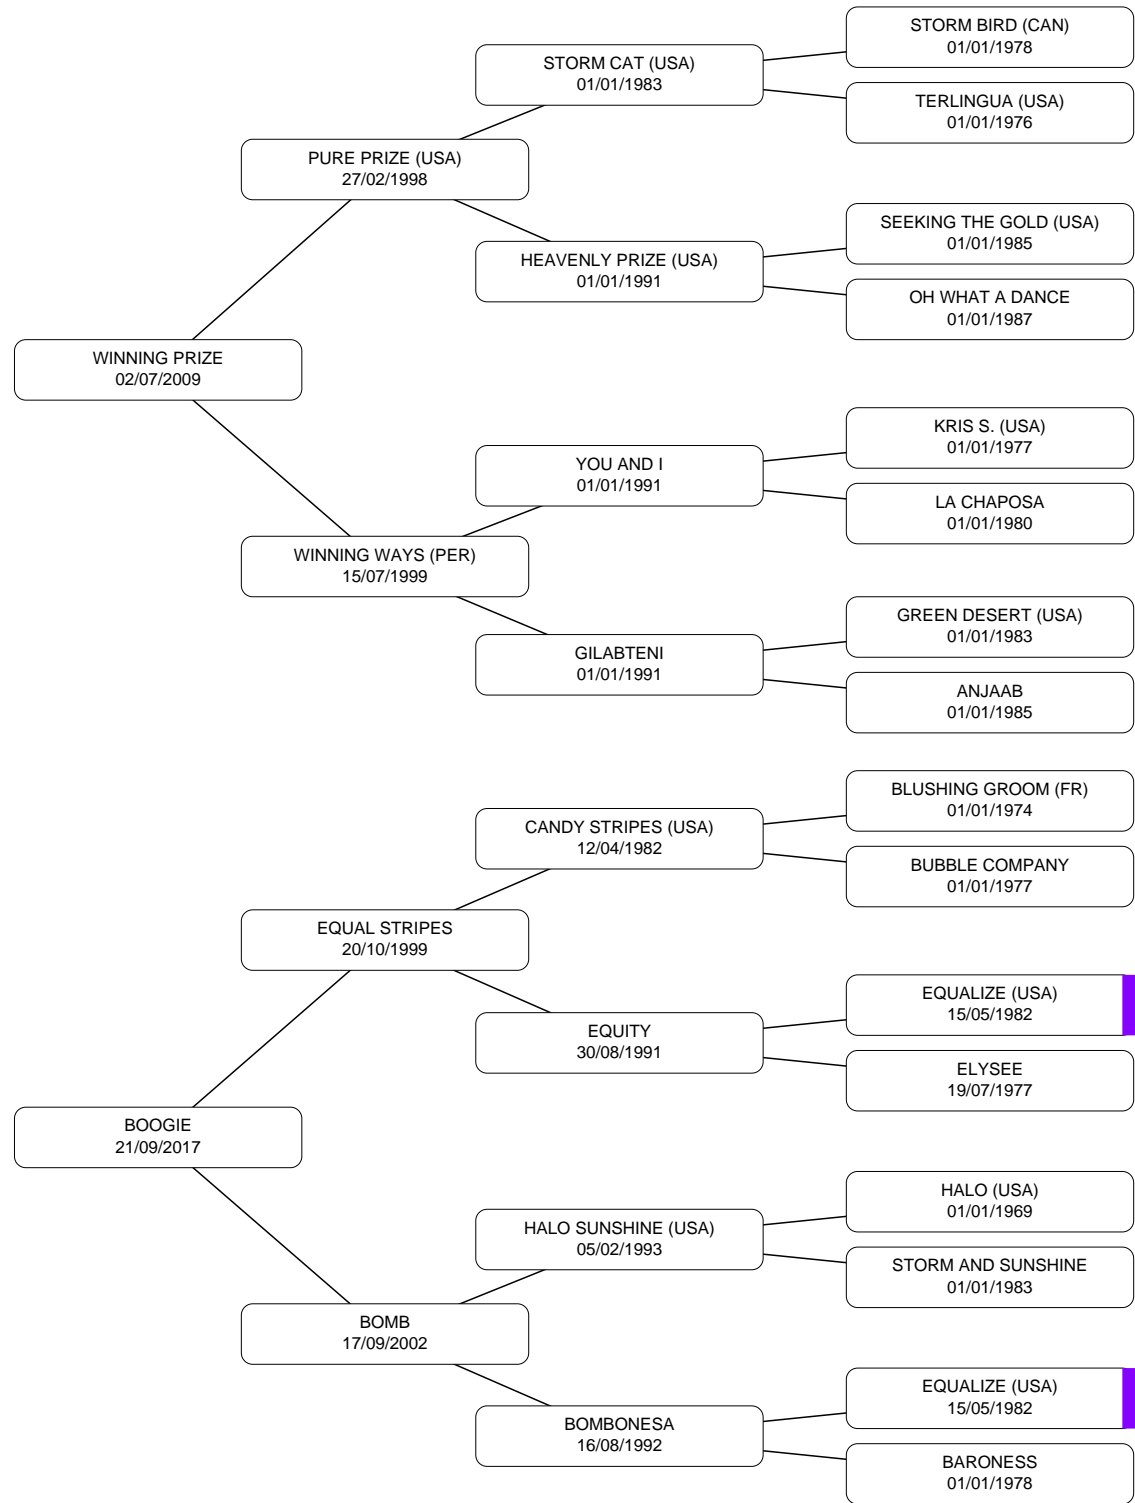 STORM BIRD (CAN)
01/01/1978
STORM CAT (USA)
01/01/1983
TERLINGUA (USA)
01/01/1976
PURE PRIZE (USA)
27/02/1998
SEEKING THE GOLD (USA)
01/01/1985
HEAVENLY PRIZE (USA)
01/01/1991
OH WHAT A DANCE
01/01/1987
WINNING PRIZE
02/07/2009
KRIS S. (USA)
01/01/1977
YOU AND I
01/01/1991
LA CHAPOSA
01/01/1980
WINNING WAYS (PER)
15/07/1999
GREEN DESERT (USA)
01/01/1983
GILABTENI
01/01/1991
ANJAAB
01/01/1985
BLUSHING GROOM (FR)
01/01/1974
CANDY STRIPES (USA)
12/04/1982
BUBBLE COMPANY
01/01/1977
EQUAL STRIPES
20/10/1999
EQUALIZE (USA)
15/05/1982
EQUITY
30/08/1991
ELYSEE
19/07/1977
BOOGIE
21/09/2017
HALO (USA)
01/01/1969
HALO SUNSHINE (USA)
05/02/1993
STORM AND SUNSHINE
01/01/1983
BOMB
17/09/2002
EQUALIZE (USA)
15/05/1982
BOMBONESA
16/08/1992
BARONESS
01/01/1978